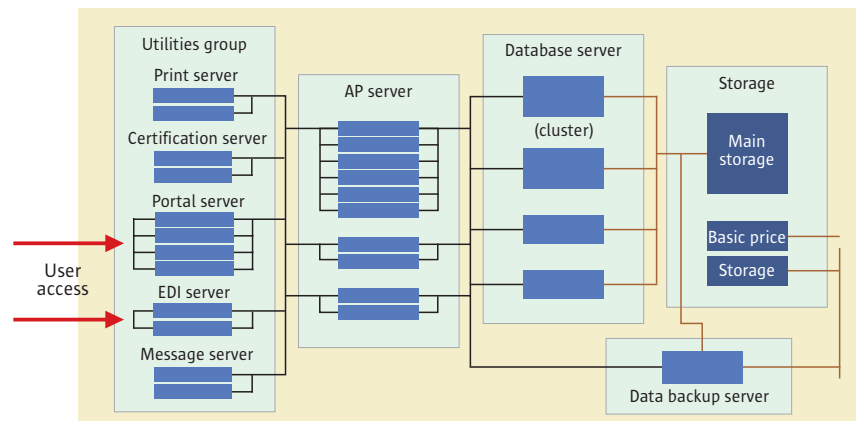 Utilities group
Print server
Certification server
Portal server
User
access
EDI server
Message server
AP server
Database server
(cluster)
Storage
Main
storage
Basic price
Storage
Data backup server